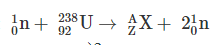 ¹₀n + ²³⁸₉₂U → ᴬ_ZX + 2¹₀n